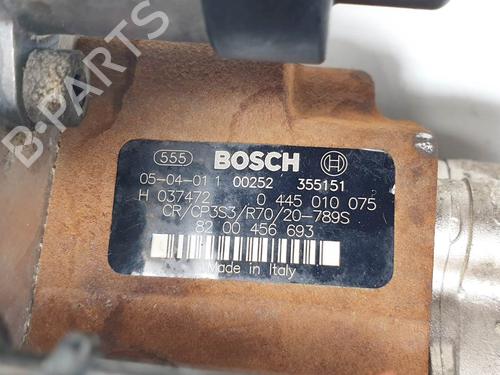 555 BOSCH
05-04-01 1 00252 355151
H 037472 0 445 010 075
CR/CP3S3/R70/20-789S
82 00 456 693
Made in Italy
B-PARTS